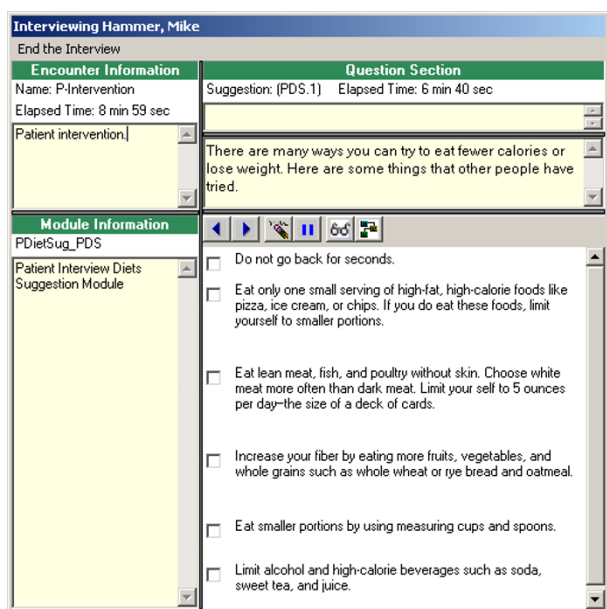 Interviewing Hammer, Mike
End the Interview
Encounter Information
Name: P-Intervention
Elapsed Time: 8 min 59 sec
Patient intervention.
Question Section
Suggestion: (PDS.1) Elapsed Time: 6 min 40 sec
There are many ways you can try to eat fewer calories or
lose weight. Here are some things that other people have
tried.
Module Information
PDietSug_PDS
Patient Interview Diets
Suggestion Module
Do not go back for seconds.
Eat only one small serving of high-fat, high-calorie foods like
pizza, ice cream, or chips. If you do eat these foods, limit
yourself to smaller portions.
Eat lean meat, fish, and poultry without skin. Choose white
meat more often than dark meat. Limit your self to 5 ounces
per day–the size of a deck of cards.
Increase your fiber by eating more fruits, vegetables, and
whole grains such as whole wheat or rye bread and oatmeal.
Eat smaller portions by using measuring cups and spoons.
Limit alcohol and high-calorie beverages such as soda,
sweet tea, and juice.